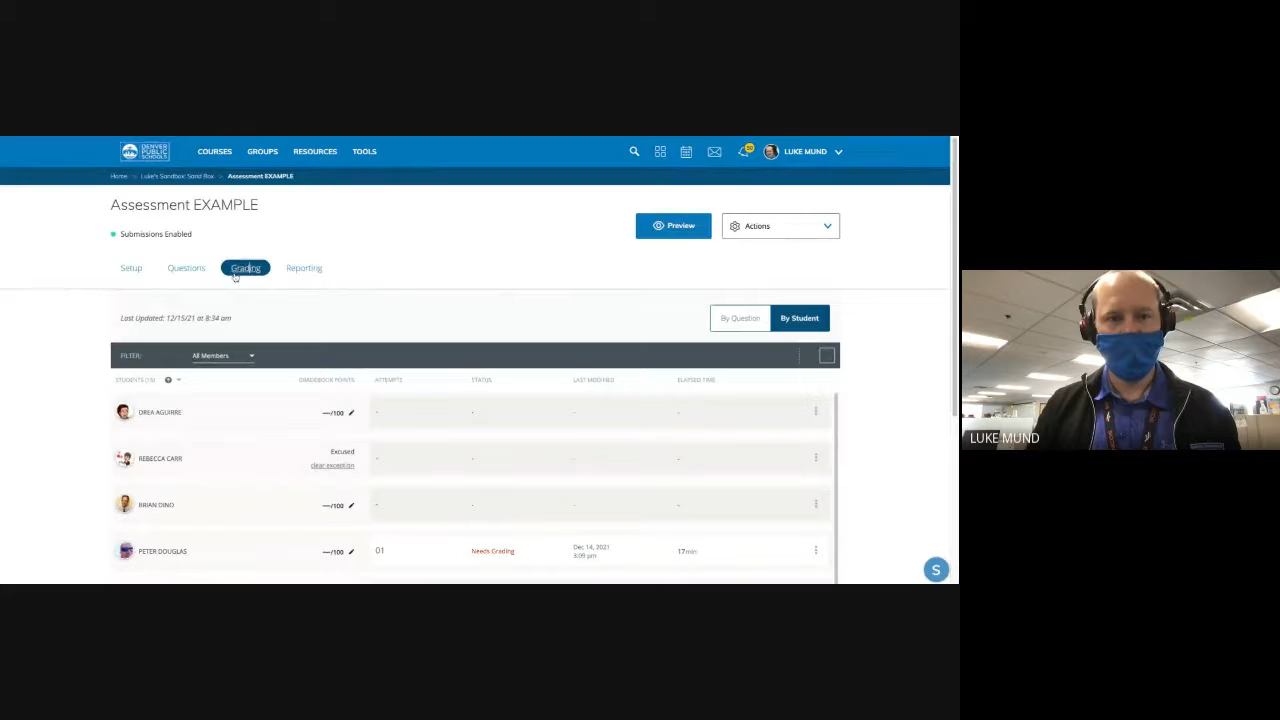 DENVER PUBLIC SCHOOLS
COURSES GROUPS RESOURCES TOOLS
LUKE MUND
Home > Luke's Sandbox: Sand Box > Assessment EXAMPLE
Assessment EXAMPLE
Submissions Enabled
Preview
Actions
Setup Questions Grading Reporting
Last Updated: 12/15/21 at 8:34 am
By Question By Student
FILTER: All Members
STUDENTS (15) GRADEBOOK POINTS ATTEMPTS STATUS LAST MODIFIED ELAPSED TIME
DREA AGUIRRE —/100 - - - -
REBECCA CARR Excused - - - -
clear exception
BRIAN DINO —/100 - - - -
PETER DOUGLAS —/100 01 Needs Grading Dec 14, 2021 17min
3:09 pm
S
LUKE MUND